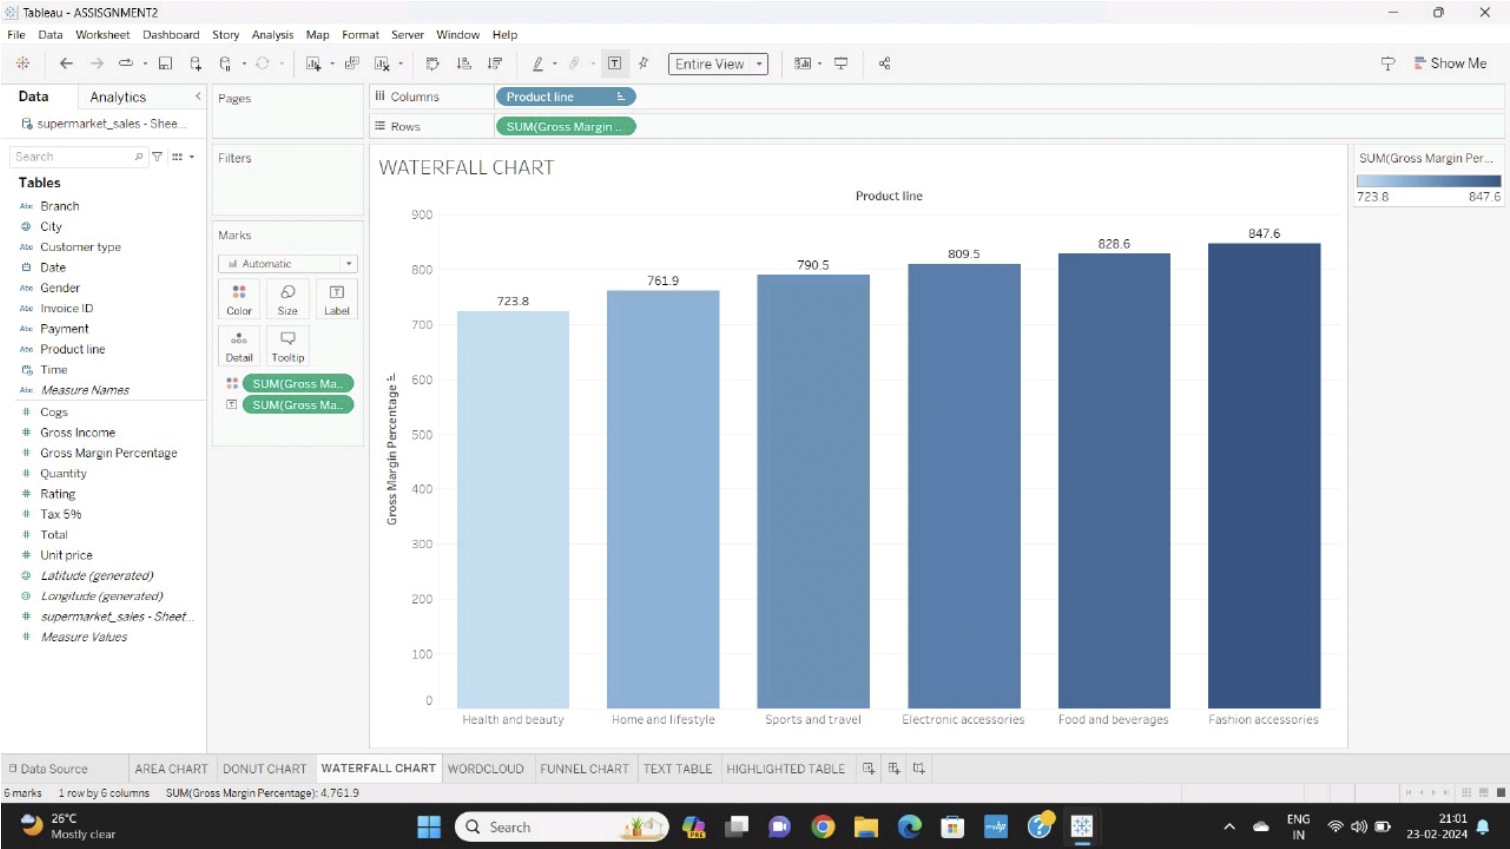 Tableau - ASSISGNMENT2
File Data Worksheet Dashboard Story Analysis Map Format Server Window Help
Entire View
Show Me
Data Analytics
supermarket_sales - Shee...
Search
Tables
Abc Branch
City
Abc Customer type
Date
Abc Gender
Abc Invoice ID
Abc Payment
Abc Product line
Time
Abc Measure Names
# Cogs
# Gross Income
# Gross Margin Percentage
# Quantity
# Rating
# Tax 5%
# Total
# Unit price
Latitude (generated)
Longitude (generated)
# supermarket_sales - Sheet...
# Measure Values
Pages
Filters
Marks
Automatic
Color Size Label
Detail Tooltip
SUM(Gross Ma..
SUM(Gross Ma..
Columns Product line
Rows SUM(Gross Margin ..
WATERFALL CHART
Product line
Gross Margin Percentage
900
800
700
600
500
400
300
200
100
0
723.8
761.9
790.5
809.5
828.6
847.6
Health and beauty
Home and lifestyle
Sports and travel
Electronic accessories
Food and beverages
Fashion accessories
SUM(Gross Margin Per...
723.8 847.6
Data Source AREA CHART DONUT CHART WATERFALL CHART WORDCLOUD FUNNEL CHART TEXT TABLE HIGHLIGHTED TABLE
6 marks 1 row by 6 columns SUM(Gross Margin Percentage): 4,761.9
26°C
Mostly clear
Search
PRE
myhp
ENG
IN
21:01
23-02-2024